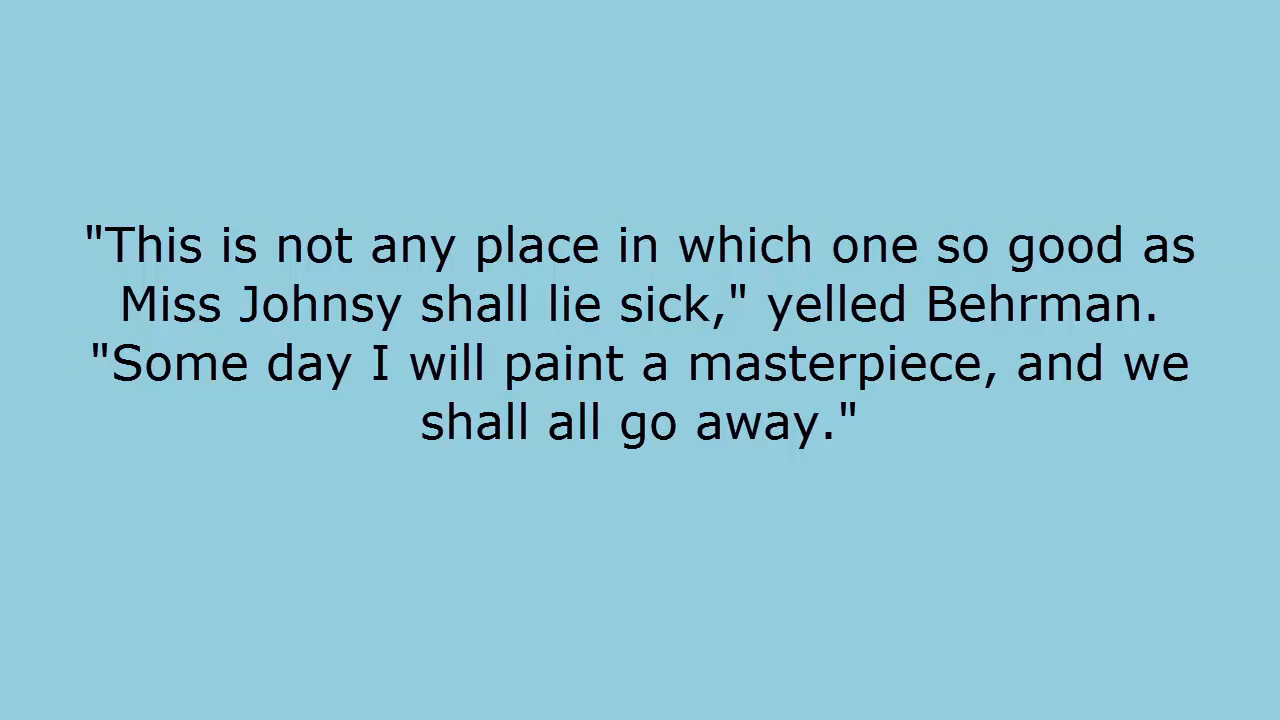 "This is not any place in which one so good as
Miss Johnsy shall lie sick," yelled Behrman.
"Some day I will paint a masterpiece, and we
shall all go away."